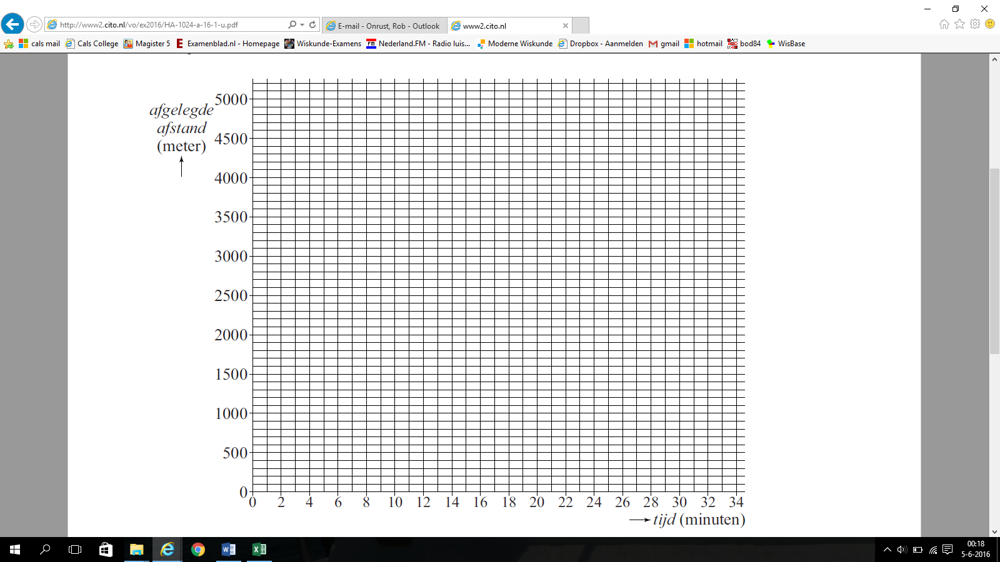 http://www2.cito.nl/vo/ex2016/HA-1024-a-16-1-u.pdf
E-mail - Onrust, Rob - Outlook
www2.cito.nl
cals mail
Cals College
Magister 5
Examenblad.nl - Homepage
Wiskunde-Examens
FM
Nederland.FM - Radio luis...
Moderne Wiskunde
Dropbox - Aanmelden
gmail
hotmail
bod84
WisBase
afgelegde
afstand
(meter)
5000
4500
4000
3500
3000
2500
2000
1500
1000
500
0
0 2 4 6 8 10 12 14 16 18 20 22 24 26 28 30 32 34
tijd (minuten)
00:18
5-6-2016